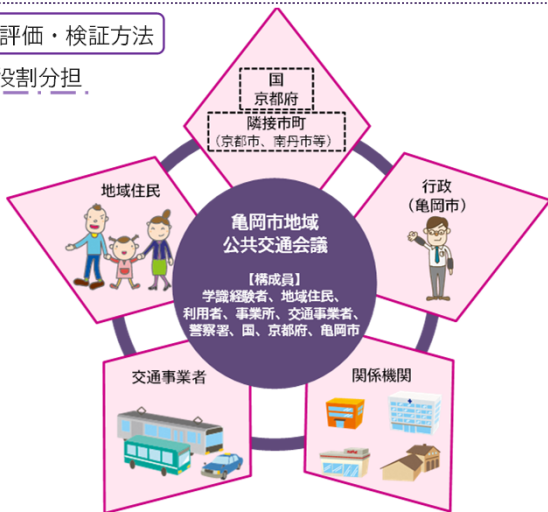 評価・検証方法
役割分担
国
京都府
隣接市町
（京都市、南丹市等）
地域住民
行政
（亀岡市）
亀岡市地域
公共交通会議
【構成員】
学識経験者、地域住民、
利用者、事業所、交通事業者、
警察署、国、京都府、亀岡市
交通事業者
関係機関